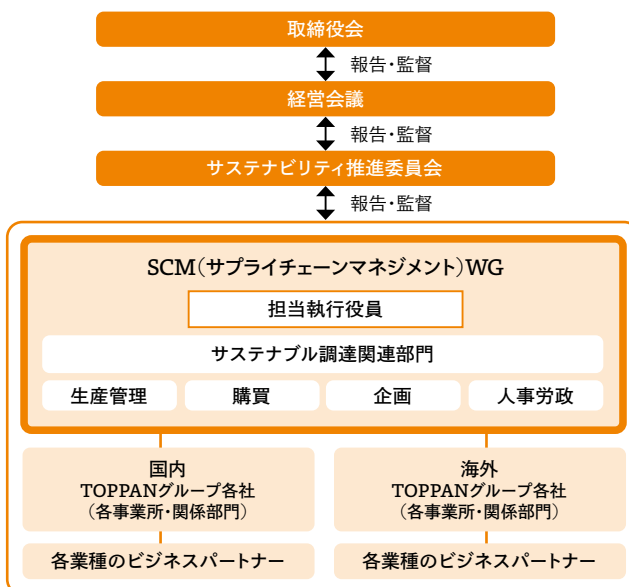 取締役会
報告・監督
経営会議
報告・監督
サステナビリティ推進委員会
報告・監督
SCM(サプライチェーンマネジメント)WG
担当執行役員
サステナブル調達関連部門
生産管理
購買
企画
人事労政
国内
TOPPANグループ各社
(各事業所・関係部門)
各業種のビジネスパートナー
海外
TOPPANグループ各社
(各事業所・関係部門)
各業種のビジネスパートナー